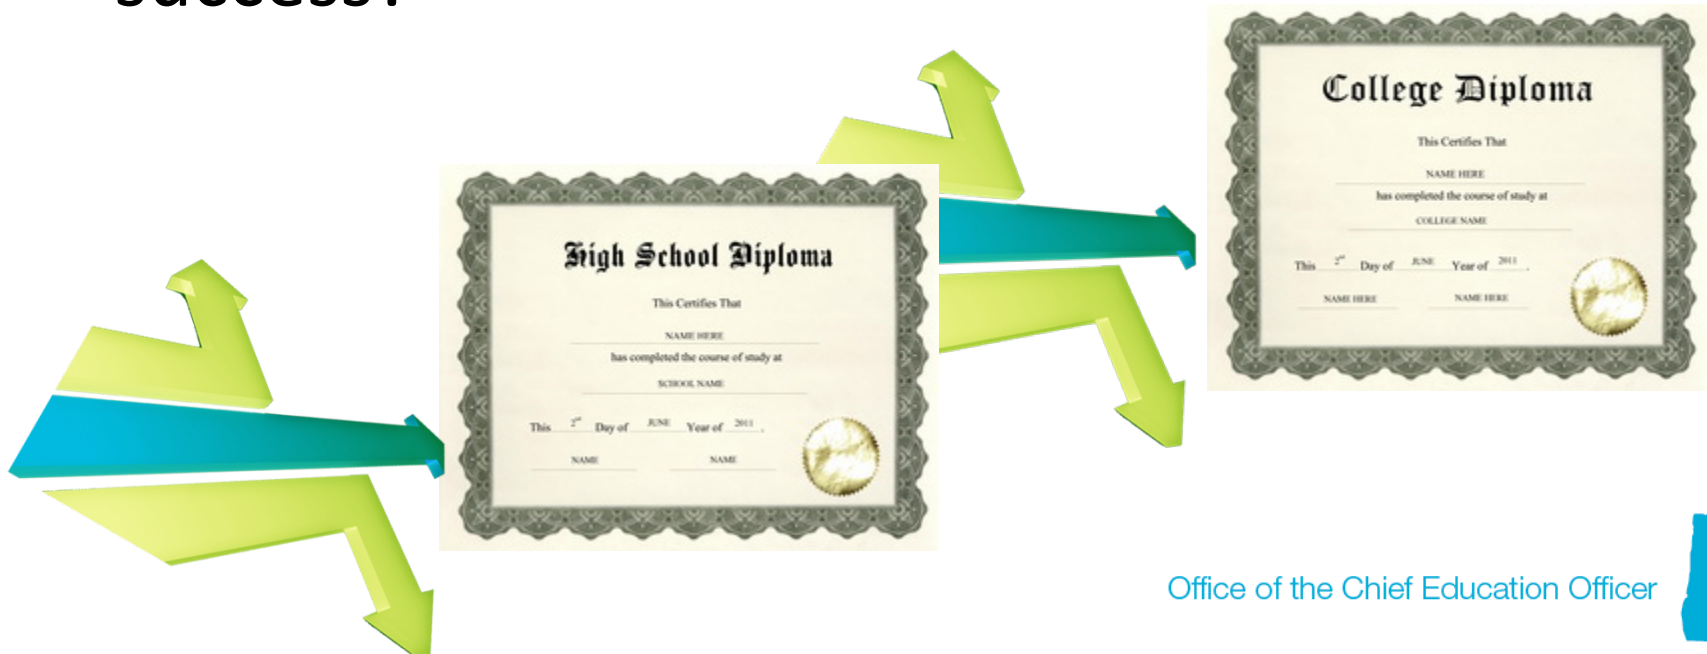 success?
High School Diploma
This Certifies That
NAME HERE
has completed the course of study at
SCHOOL NAME
This 2nd Day of JUNE Year of 2011 .
NAME NAME
College Diploma
This Certifies That
NAME HERE
has completed the course of study at
COLLEGE NAME
This 2nd Day of JUNE Year of 2011 .
NAME HERE NAME HERE
Office of the Chief Education Officer